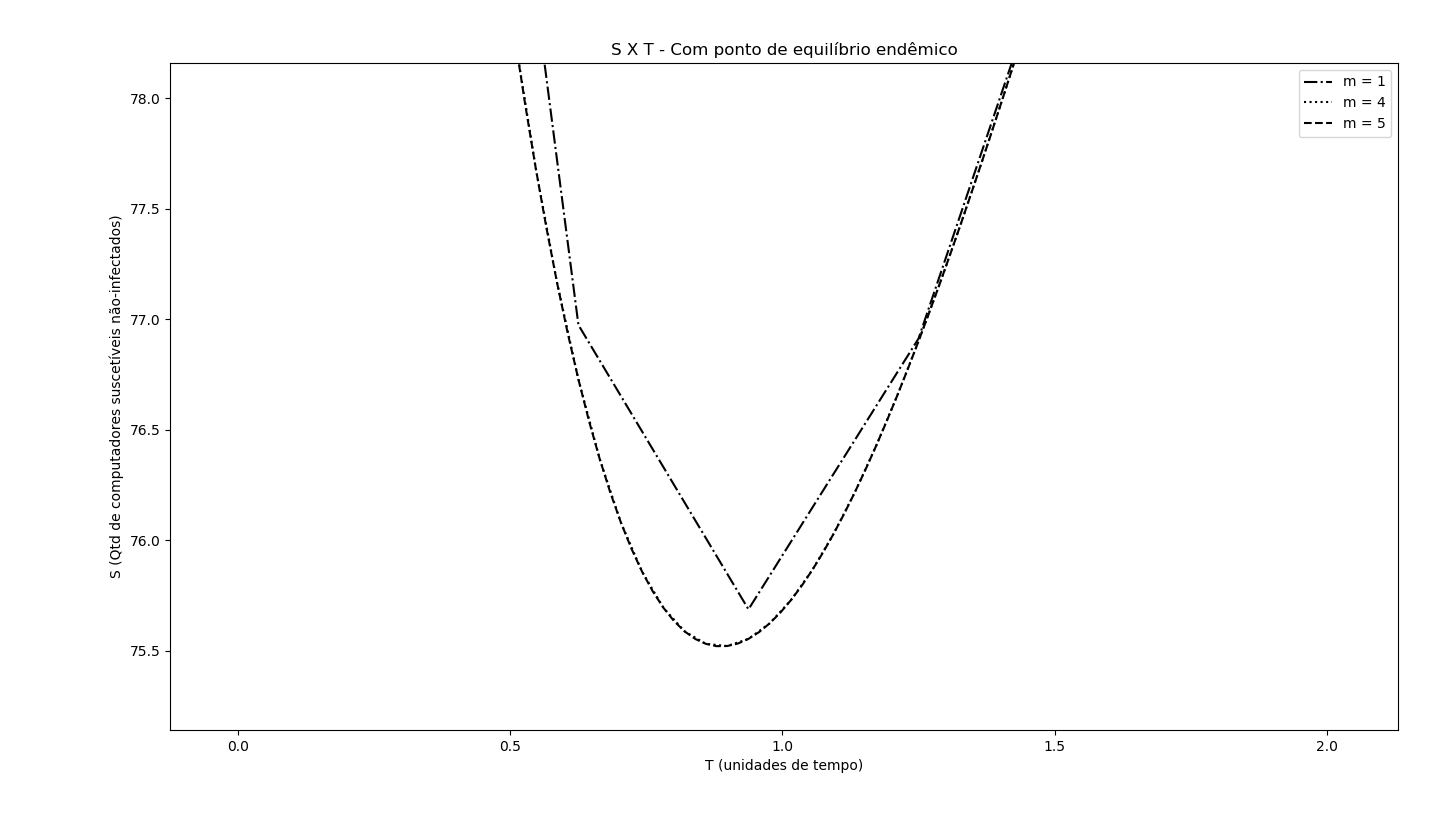 S X T - Com ponto de equilíbrio endêmico
m = 1
m = 4
m = 5
78.0
77.5
77.0
76.5
76.0
75.5
S (Qtd de computadores suscetíveis não-infectados)
0.0 0.5 1.0 1.5 2.0
T (unidades de tempo)